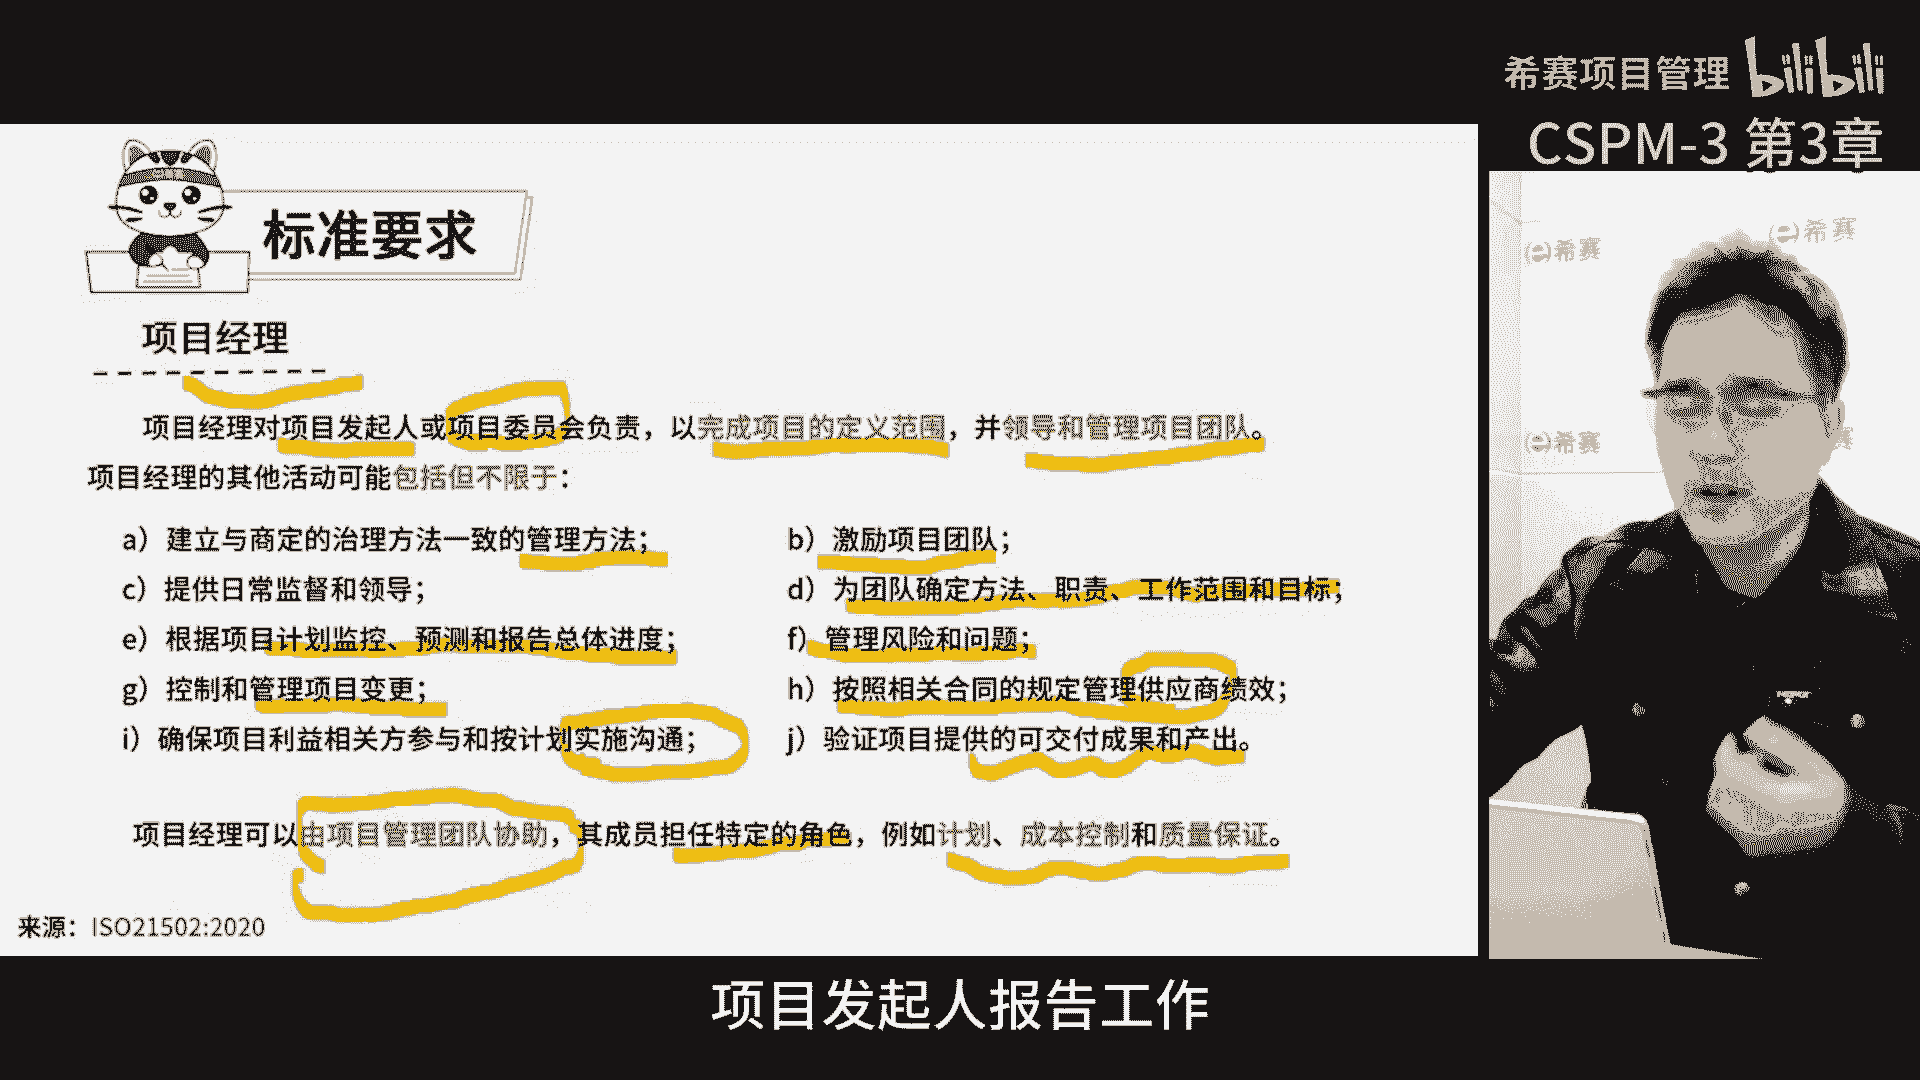 希赛项目管理 bilibili
CSPM-3 第3章
标准要求
项目经理
项目经理对项目发起人或项目委员会负责，以完成项目的定义范围，并领导和管理项目团队。
项目经理的其他活动可能包括但不限于：
a）建立与商定的治理方法一致的管理方法；
b）激励项目团队；
c）提供日常监督和领导；
d）为团队确定方法、职责、工作范围和目标；
e）根据项目计划监控、预测和报告总体进度；
f）管理风险和问题；
g）控制和管理项目变更；
h）按照相关合同的规定管理供应商绩效；
i）确保项目利益相关方参与和按计划实施沟通；
j）验证项目提供的可交付成果和产出。
项目经理可以由项目管理团队协助，其成员担任特定的角色，例如计划、成本控制和质量保证。
来源：ISO21502:2020
希赛
希赛
希赛
项目发起人报告工作